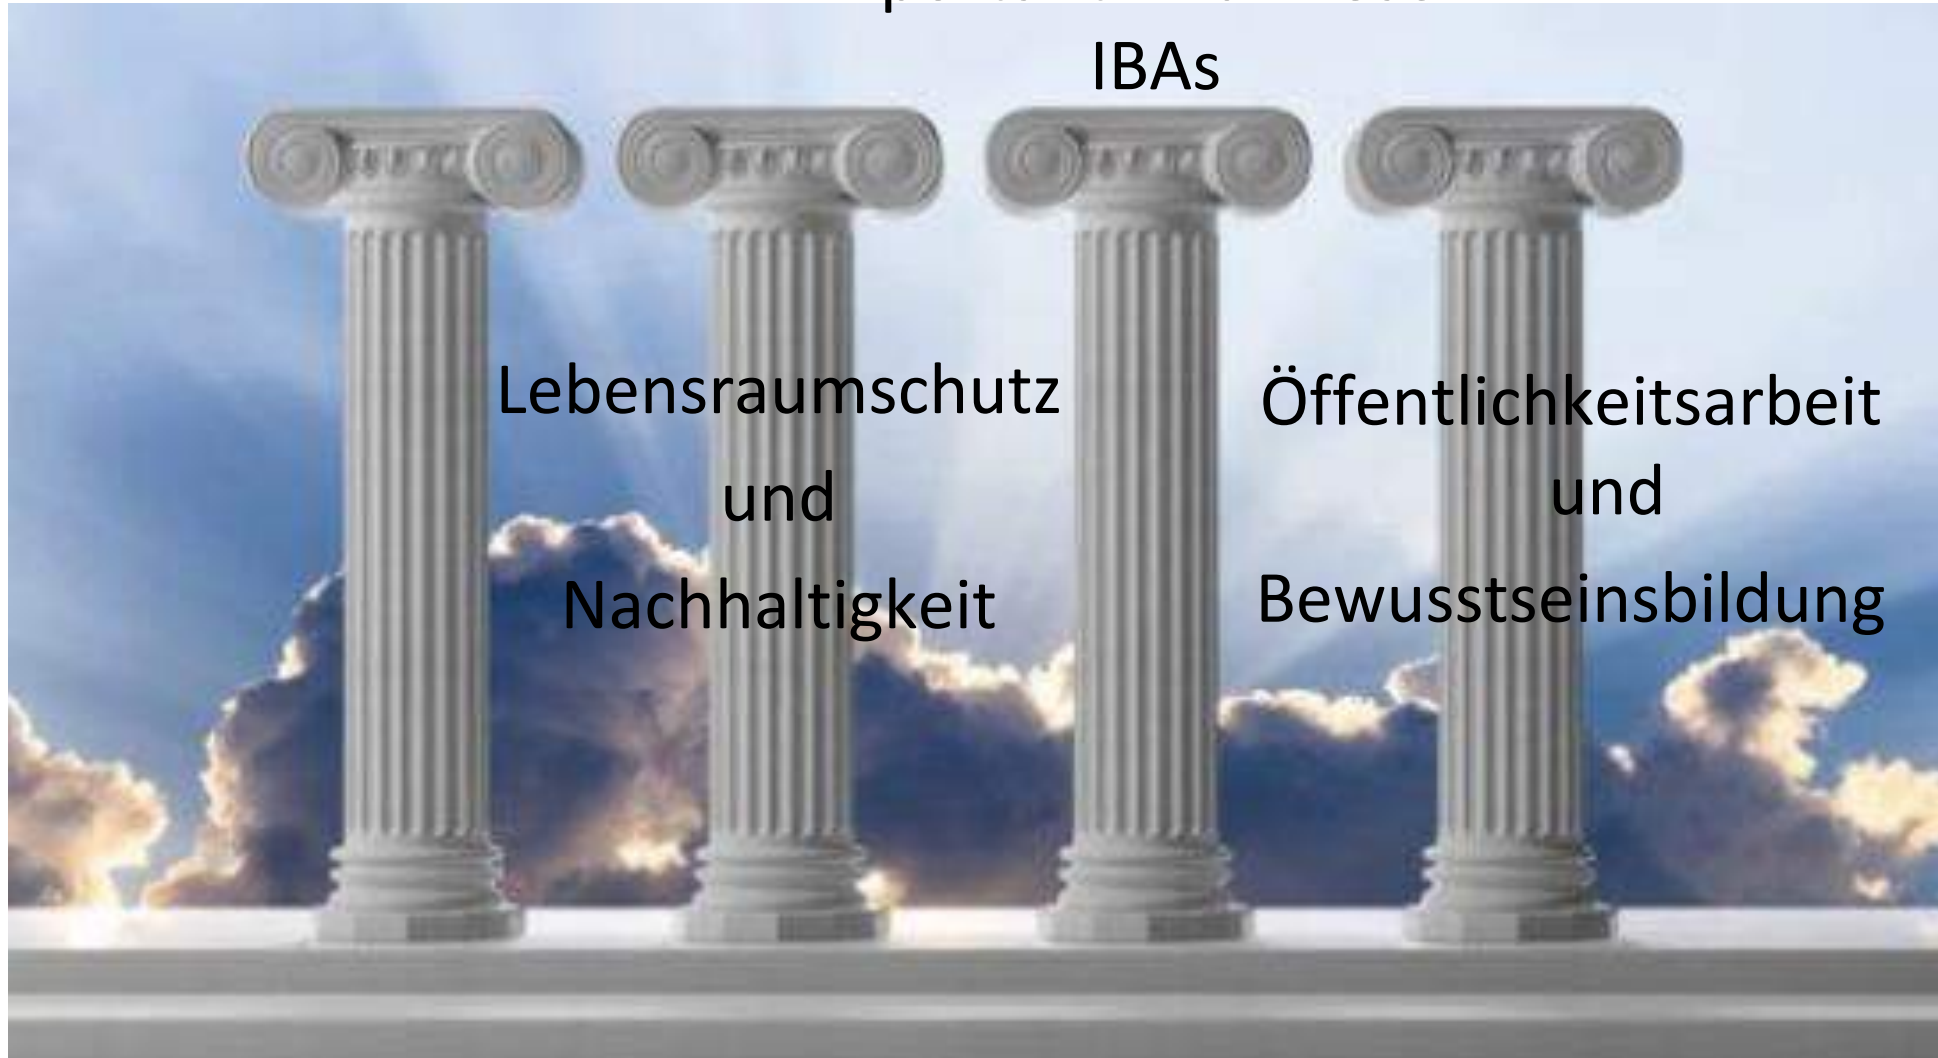 IBAs
Lebensraumschutz
und
Nachhaltigkeit
Öffentlichkeitsarbeit
und
Bewusstseinsbildung